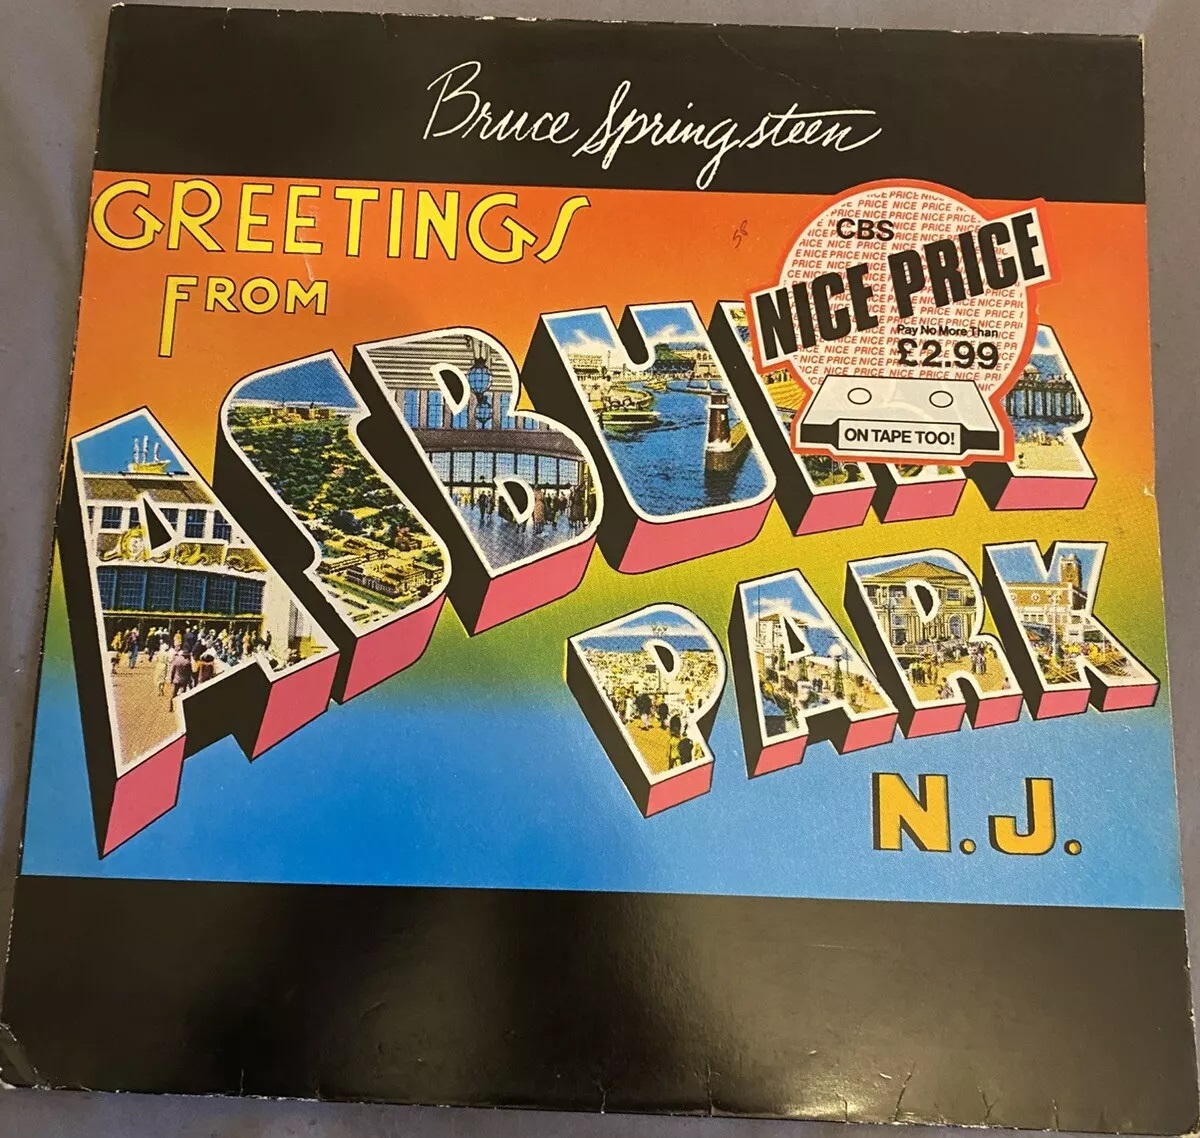 Bruce Springsteen
GREETINGS
FROM
ASBURY
PARK
N.J.
CBS
NICE PRICE
Pay No More Than
£2.99
ON TAPE TOO!